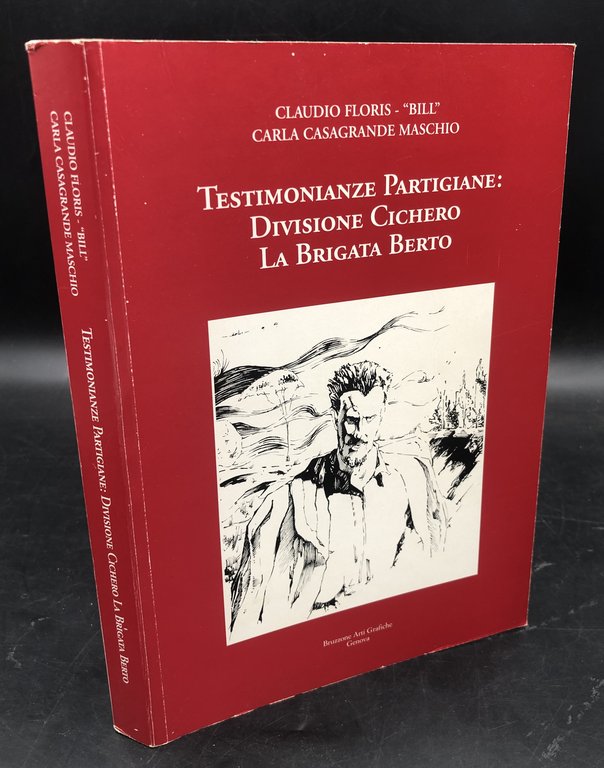 CLAUDIO FLORIS - "BILL"
CARLA CASAGRANDE MASCHIO
TESTIMONIANZE PARTIGIANE:
DIVISIONE CICHERO
LA BRIGATA BERTO
Bruzzone Arti Grafiche
Genova
CLAUDIO FLORIS - "BILL"
CARLA CASAGRANDE MASCHIO
TESTIMONIANZE PARTIGIANE: DIVISIONE CICHERO LA BRIGATA BERTO